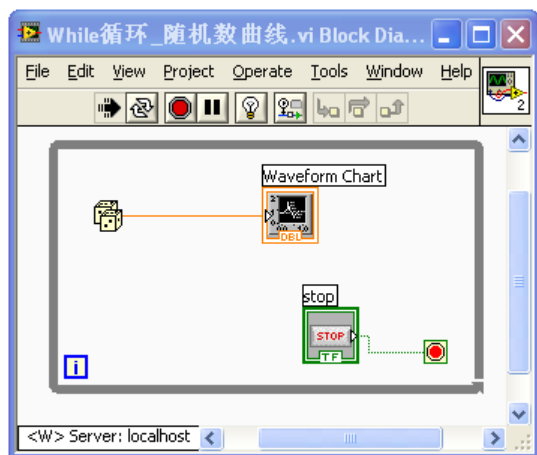 While循环_随机数曲线.vi Block Dia...
File Edit View Project Operate Tools Window Help
2
Waveform Chart
DBL
stop
STOP
TF
i
<W> Server: localhost